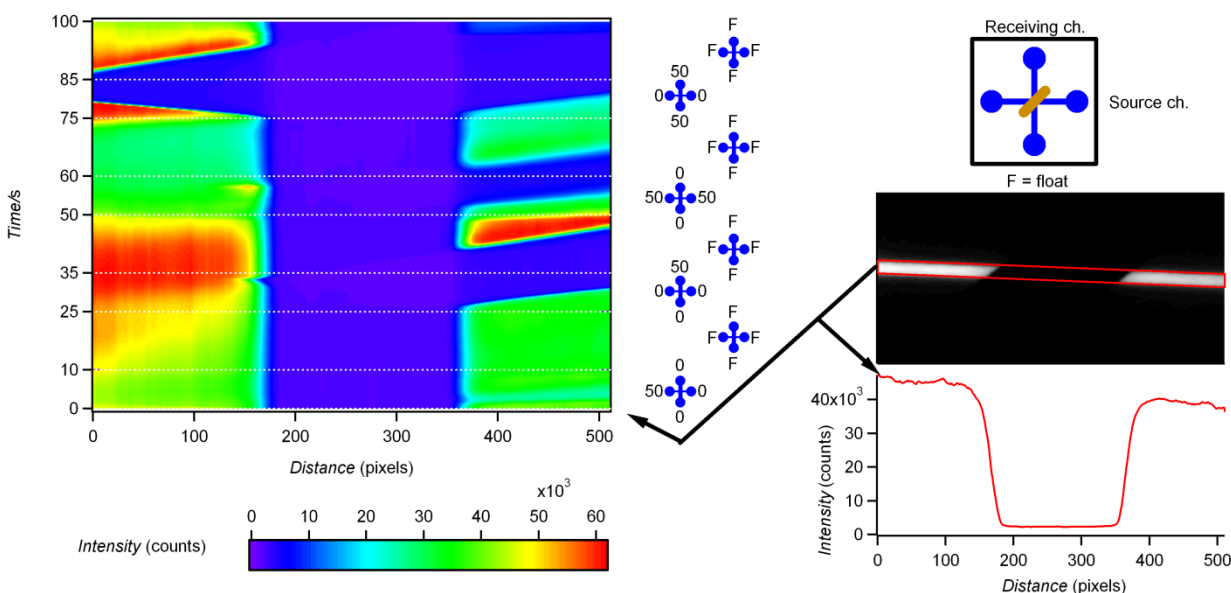 100
85
75
60
50
35
25
10
0
Time/s
0 100 200 300 400 500
Distance (pixels)
x10³
0 10 20 30 40 50 60
Intensity (counts)
F
F F
F
50
0 0
50
F
F F
F
0
50 50
0
F
F F
F
50
0 0
0
F
F F
F
0
50 0
0
Receiving ch.
Source ch.
F = float
40x10³
30
20
10
0
Intensity (counts)
0 100 200 300 400 500
Distance (pixels)